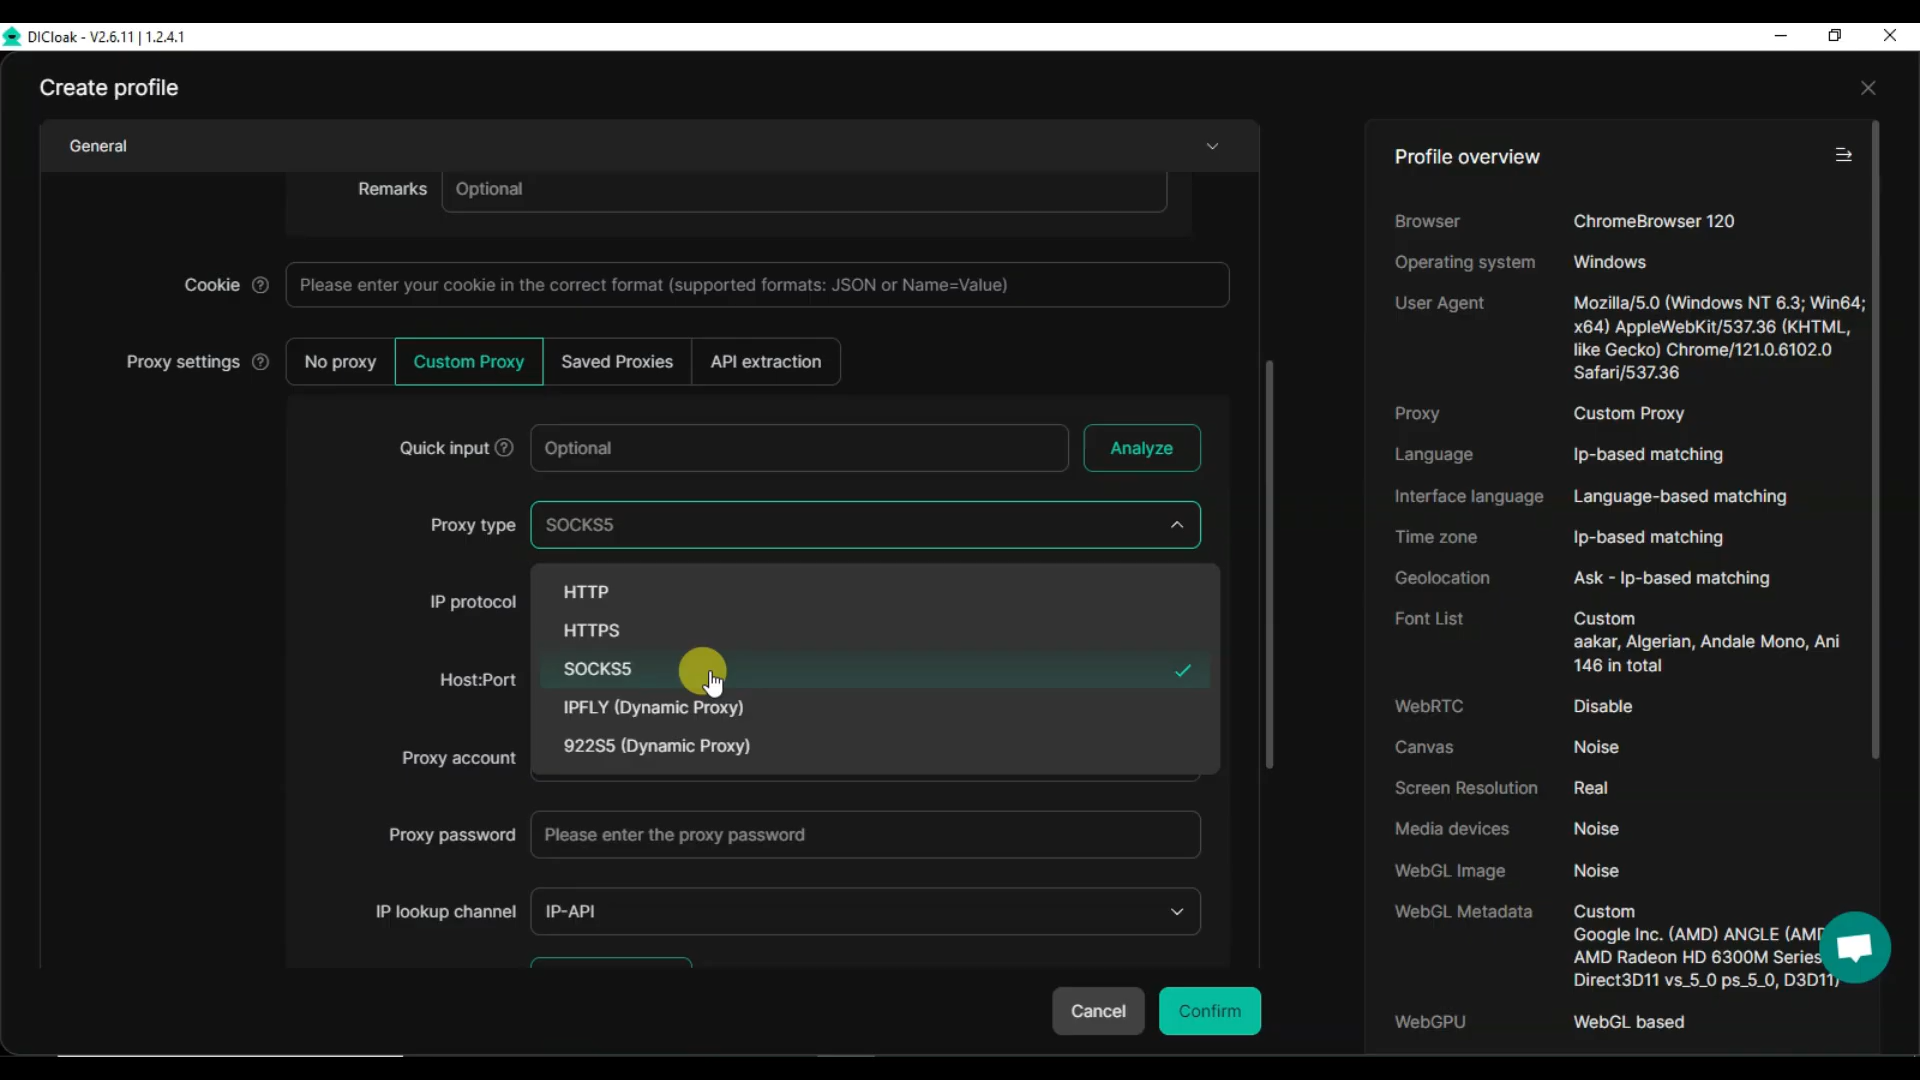 DICloak - V2.6.11 | 1.2.4.1
Create profile
General
Remarks Optional
Cookie Please enter your cookie in the correct format (supported formats: JSON or Name=Value)
Proxy settings No proxy Custom Proxy Saved Proxies API extraction
Quick input Optional Analyze
Proxy type SOCKS5
IP protocol
HTTP
HTTPS
SOCKS5
IPFLY (Dynamic Proxy)
922S5 (Dynamic Proxy)
Host:Port
Proxy account
Proxy password Please enter the proxy password
IP lookup channel IP-API
Cancel Confirm
Profile overview
Browser ChromeBrowser 120
Operating system Windows
User Agent Mozilla/5.0 (Windows NT 6.3; Win64;
x64) AppleWebKit/537.36 (KHTML,
like Gecko) Chrome/121.0.6102.0
Safari/537.36
Proxy Custom Proxy
Language Ip-based matching
Interface language Language-based matching
Time zone Ip-based matching
Geolocation Ask - Ip-based matching
Font List Custom
aakar, Algerian, Andale Mono, Ani
146 in total
WebRTC Disable
Canvas Noise
Screen Resolution Real
Media devices Noise
WebGL Image Noise
WebGL Metadata Custom
Google Inc. (AMD) ANGLE (AMD
AMD Radeon HD 6300M Series
Direct3D11 vs_5_0 ps_5_0, D3D11)
WebGPU WebGL based